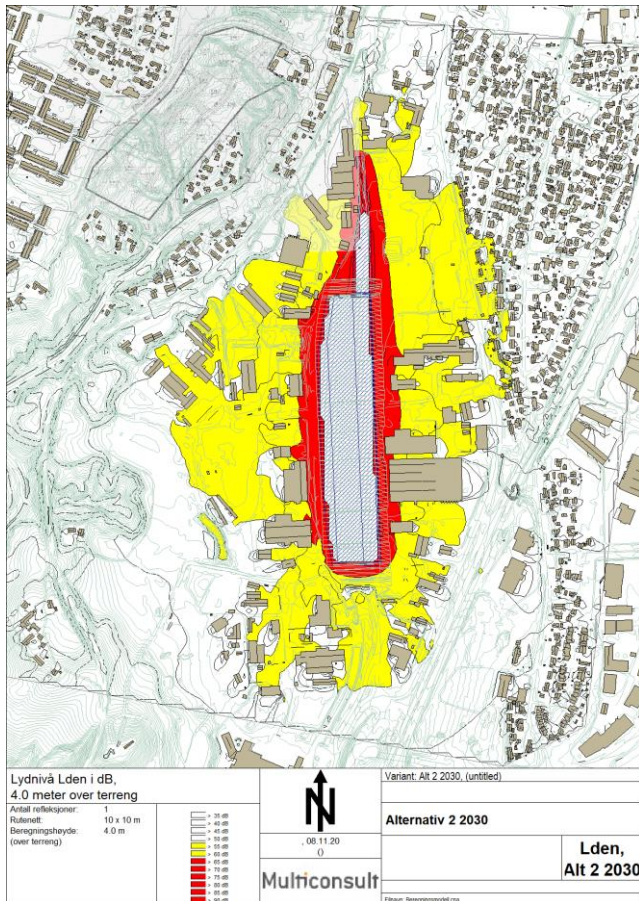 Lydnivå Lden i dB,
4.0 meter over terreng
Antall refleksjoner: 1
Rutenett: 10 x 10 m
Beregningshøyde: 4.0 m
(over terreng)
> 35 dB
> 40 dB
> 45 dB
> 50 dB
> 55 dB
> 60 dB
> 65 dB
> 70 dB
> 75 dB
> 80 dB
> 85 dB
> 90 dB
N
, 08.11.20
()
Multiconsult
Variant: Alt 2 2030, (untitled)
Alternativ 2 2030
Lden,
Alt 2 2030